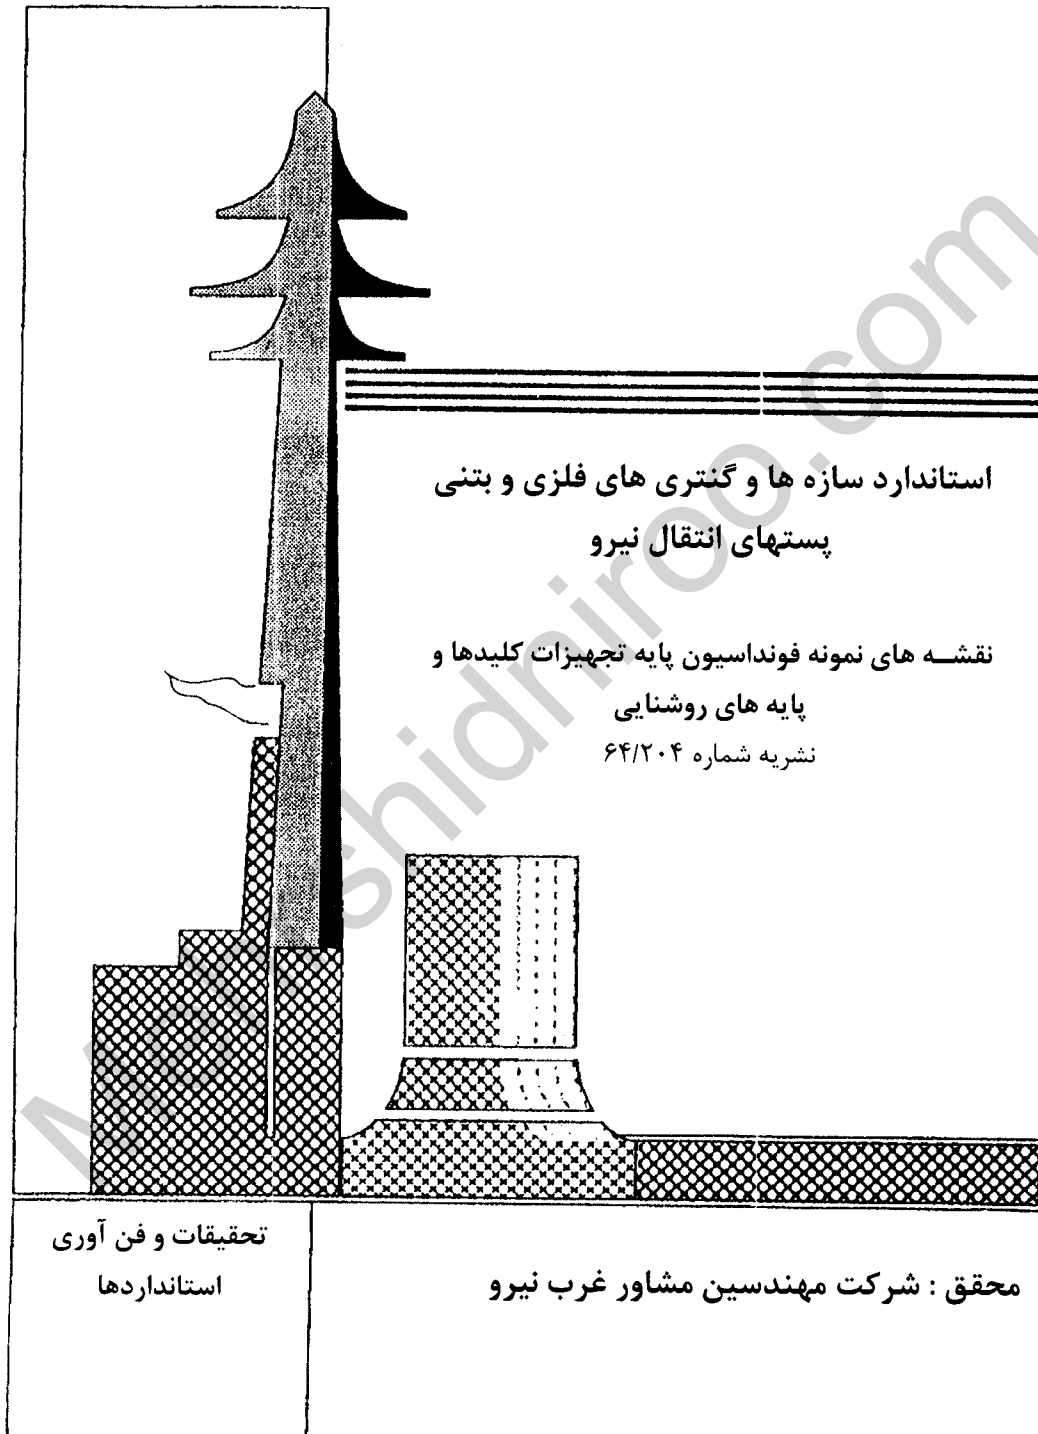 استاندارد سازه ها و گنتری های فلزی و بتنی
پستهای انتقال نیرو
نقشه های نمونه فونداسیون پایه تجهیزات کلیدها و
پایه های روشنایی
نشریه شماره ۶۴/۲۰۴
تحقیقات و فن آوری
استانداردها
محقق : شرکت مهندسین مشاور غرب نیرو